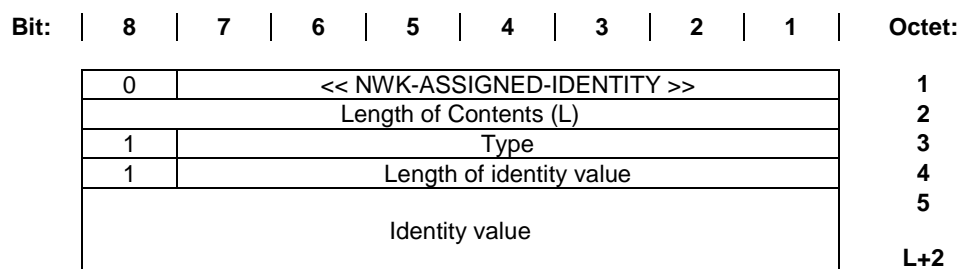 Bit: 8 7 6 5 4 3 2 1 Octet:
0 << NWK-ASSIGNED-IDENTITY >> 1
Length of Contents (L) 2
1 Type 3
1 Length of identity value 4
5
Identity value
L+2